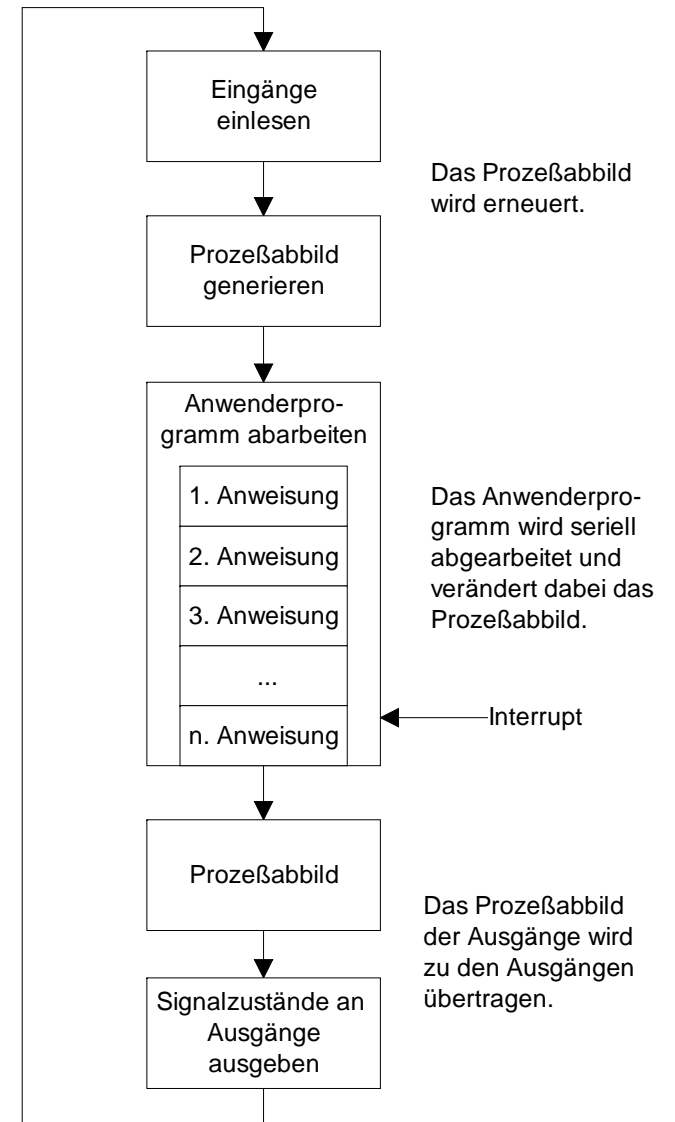 Eingänge
einlesen
Das Prozeßabbild
wird erneuert.
Prozeßabbild
generieren
Anwenderpro-
gramm abarbeiten
1. Anweisung
2. Anweisung
3. Anweisung
...
n. Anweisung
Das Anwenderpro-
gramm wird seriell
abgearbeitet und
verändert dabei das
Prozeßabbild.
Interrupt
Prozeßabbild
Das Prozeßabbild
der Ausgänge wird
zu den Ausgängen
übertragen.
Signalzustände an
Ausgänge
ausgeben